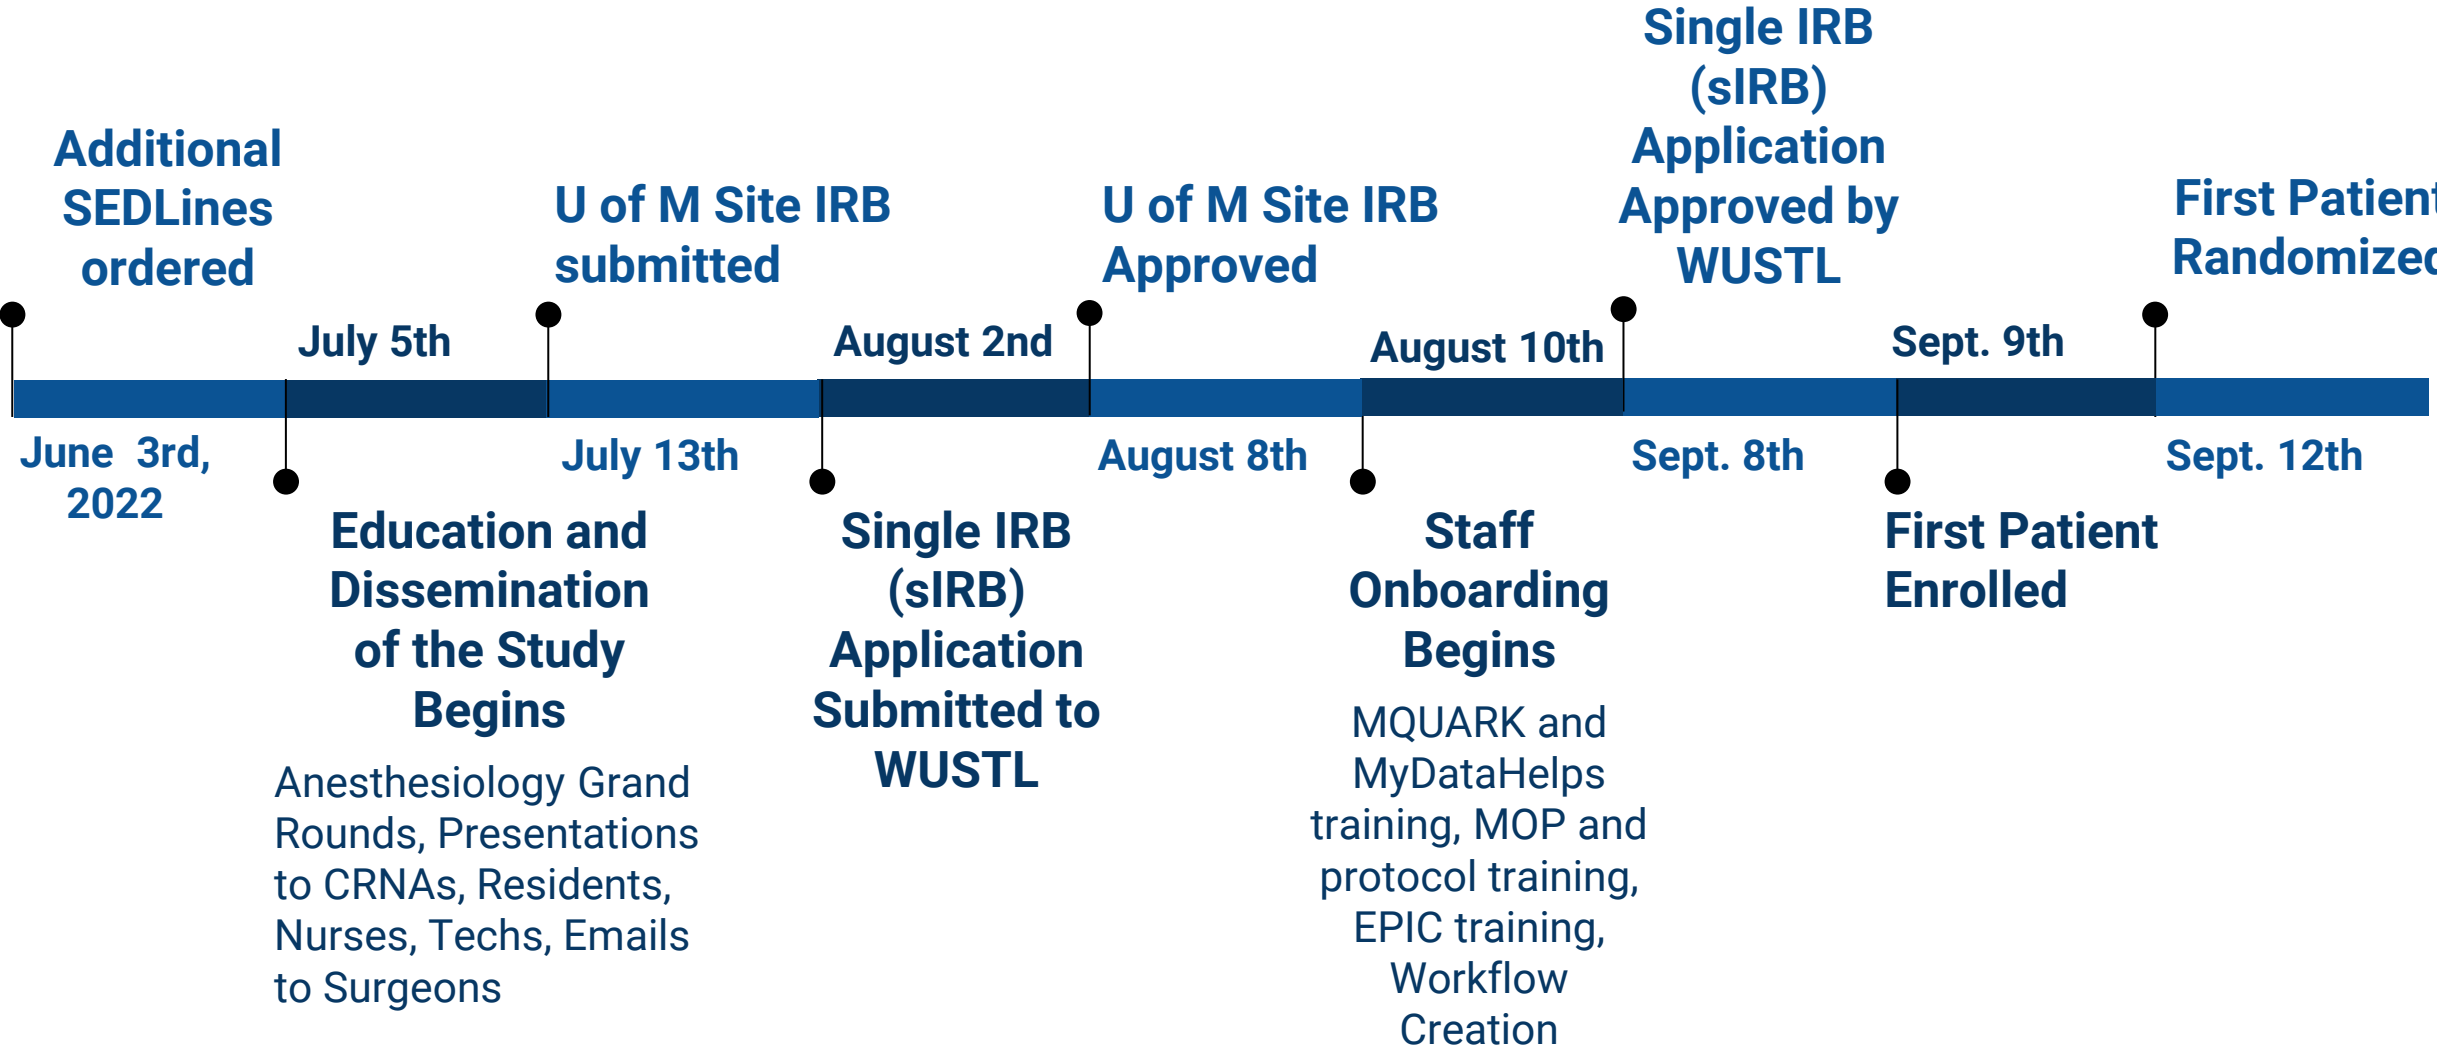 Additional
SEDLines
ordered
June 3rd,
2022
July 5th
Education and
Dissemination
of the Study
Begins
Anesthesiology Grand
Rounds, Presentations
to CRNAs, Residents,
Nurses, Techs, Emails
to Surgeons
U of M Site IRB
submitted
July 13th
August 2nd
Single IRB
(sIRB)
Application
Submitted to
WUSTL
U of M Site IRB
Approved
August 8th
August 10th
Staff
Onboarding
Begins
MQUARK and
MyDataHelps
training, MOP and
protocol training,
EPIC training,
Workflow
Creation
Single IRB
(sIRB)
Application
Approved by
WUSTL
Sept. 8th
Sept. 9th
First Patient
Enrolled
First Patient
Randomized
Sept. 12th